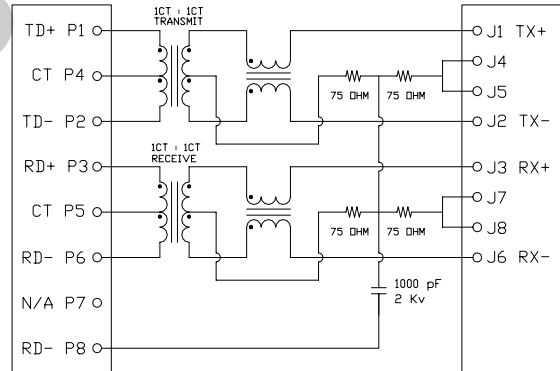 1CT : 1CT
TRANSMIT
TD+ P1
J1 TX+
CT P4
J4
75 OHM
75 OHM
J5
TD- P2
J2 TX-
1CT : 1CT
RECEIVE
RD+ P3
J3 RX+
CT P5
J7
75 OHM
75 OHM
J8
RD- P6
J6 RX-
1000 pF
2 Kv
N/A P7
RD- P8